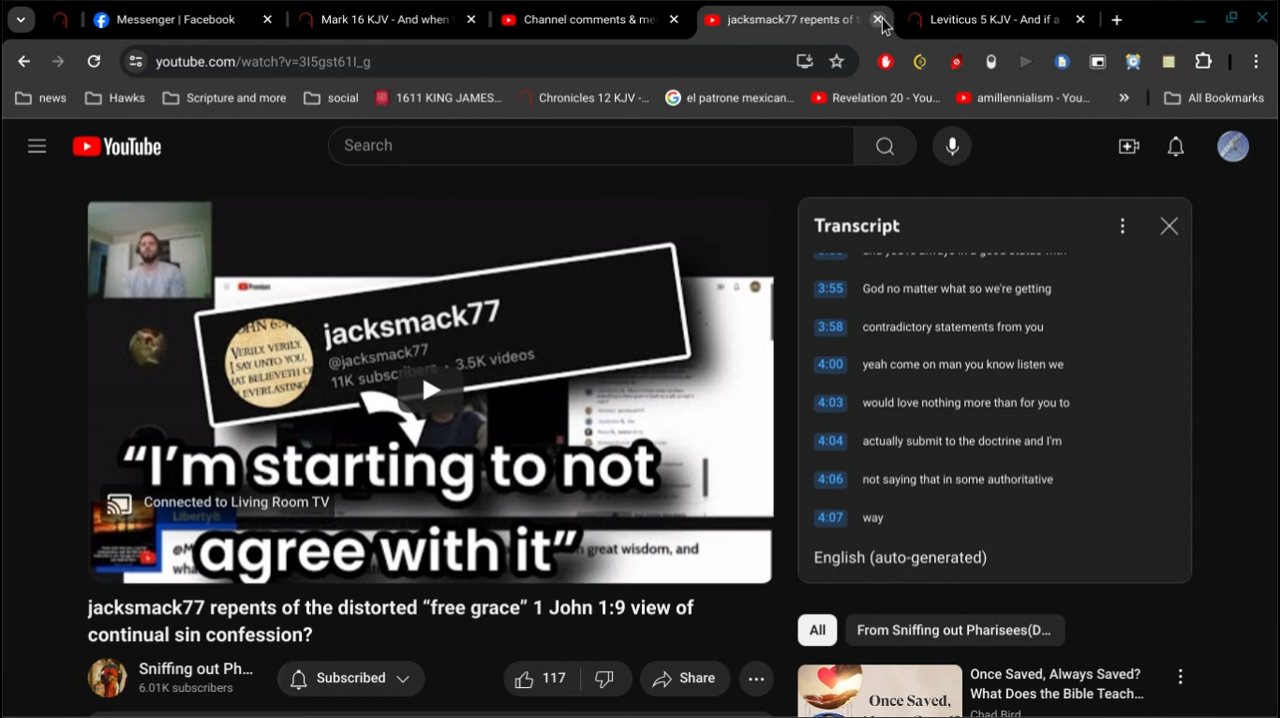 Messenger | Facebook
Mark 16 KJV - And when
Channel comments & me
jacksmack77 repents of
Leviticus 5 KJV - And if a
youtube.com/watch?v=3I5gst61I_g
news
Hawks
Scripture and more
social
1611 KING JAMES...
Chronicles 12 KJV -...
el patrone mexican...
Revelation 20 - You...
amillennialism - You...
All Bookmarks
YouTube
Search
jacksmack77
@jacksmack77
11K subscribers • 3.5K videos
OHN 6:4
VERILY, VERILY,
I SAY UNTO YOU,
HAT BELIEVETH O
EVERLASTING
Premium
“I'm starting to not
Connected to Living Room TV
Liberty8
agree with it”
great wisdom, and
jacksmack77 repents of the distorted “free grace” 1 John 1:9 view of
continual sin confession?
Sniffing out Ph...
6.01K subscribers
Subscribed
117
Share
Transcript
3:55 God no matter what so we're getting
3:58 contradictory statements from you
4:00 yeah come on man you know listen we
4:03 would love nothing more than for you to
4:04 actually submit to the doctrine and I'm
4:06 not saying that in some authoritative
4:07 way
English (auto-generated)
All
From Sniffing out Pharisees(D...
Once Saved, Always Saved?
What Does the Bible Teach...
Chad Bird
Once Saved,